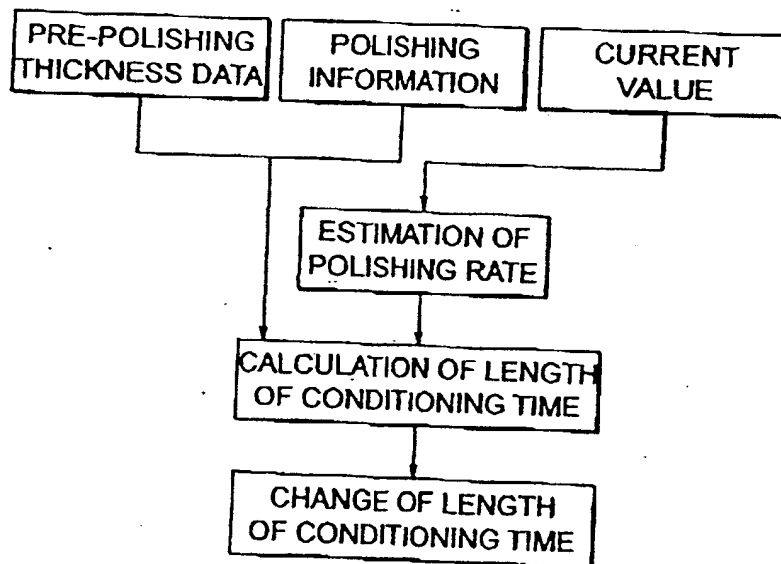 PRE-POLISHING
THICKNESS DATA
POLISHING
INFORMATION
CURRENT
VALUE
ESTIMATION OF
POLISHING RATE
CALCULATION OF LENGTH
OF CONDITIONING TIME
CHANGE OF LENGTH
OF CONDITIONING TIME